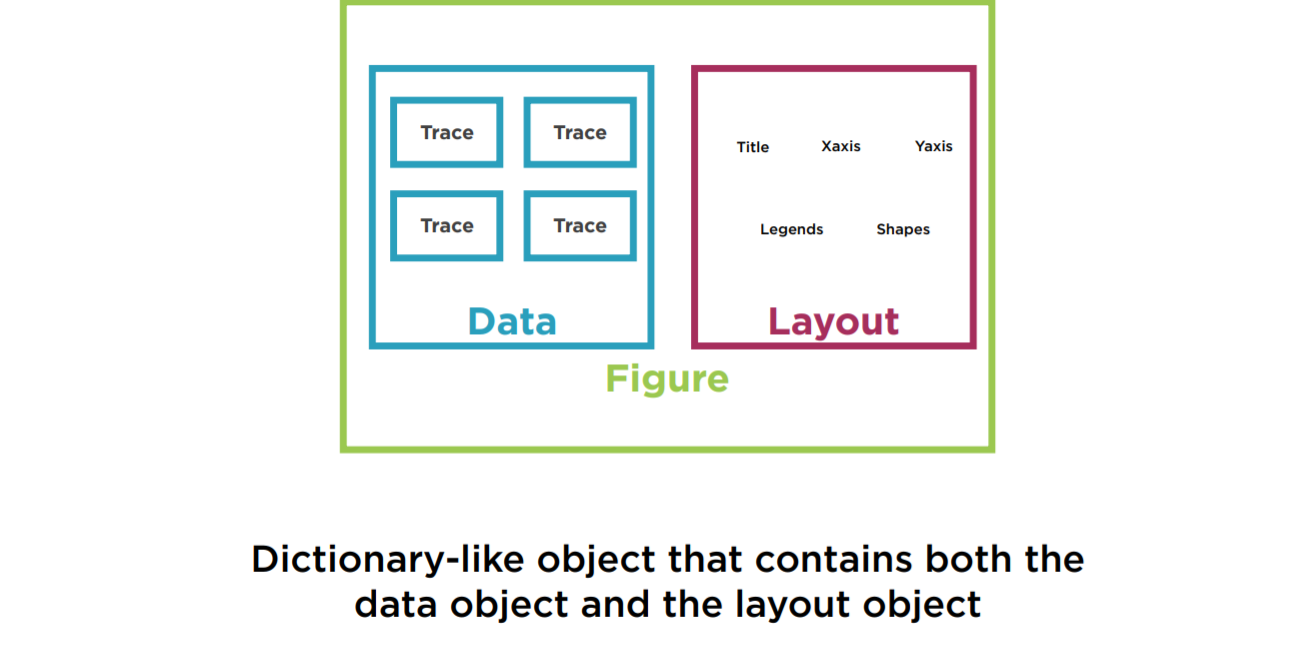 Trace Trace
Trace Trace
Data
Title Xaxis Yaxis
Legends Shapes
Layout
Figure
Dictionary-like object that contains both the
data object and the layout object